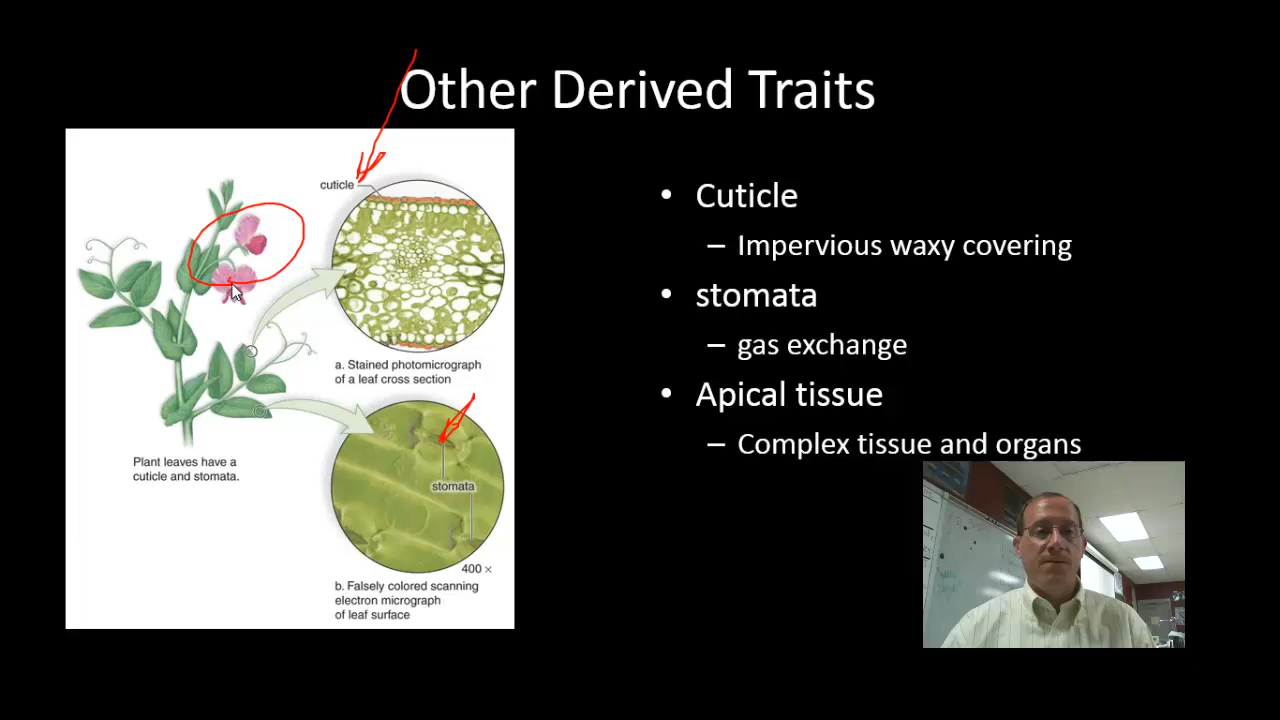 Other Derived Traits
cuticle
a. Stained photomicrograph
of a leaf cross section
Plant leaves have a
cuticle and stomata.
stomata
400 ×
b. Falsely colored scanning
electron micrograph
of leaf surface
• Cuticle
– Impervious waxy covering
• stomata
– gas exchange
• Apical tissue
– Complex tissue and organs